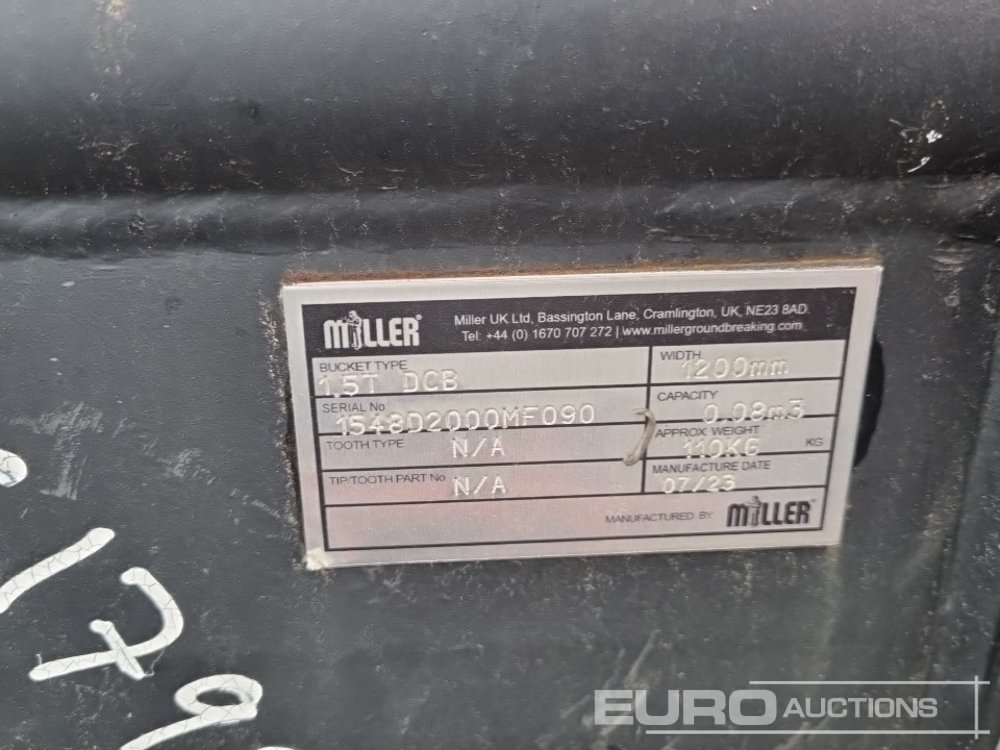 MILLER®
Miller UK Ltd, Bassington Lane, Cramlington, UK, NE23 8AD.
Tel: +44 (0) 1670 707 272 | www.millergroundbreaking.com
BUCKET TYPE
1.5T DCB
WIDTH
1200mm
SERIAL No
1548D2000MF090
CAPACITY
0.08m3
TOOTH TYPE N/A
APPROX WEIGHT
110KG KG
TIP/TOOTH PART No N/A
MANUFACTURE DATE
07/23
MANUFACTURED BY MILLER®
EURO AUCTIONS